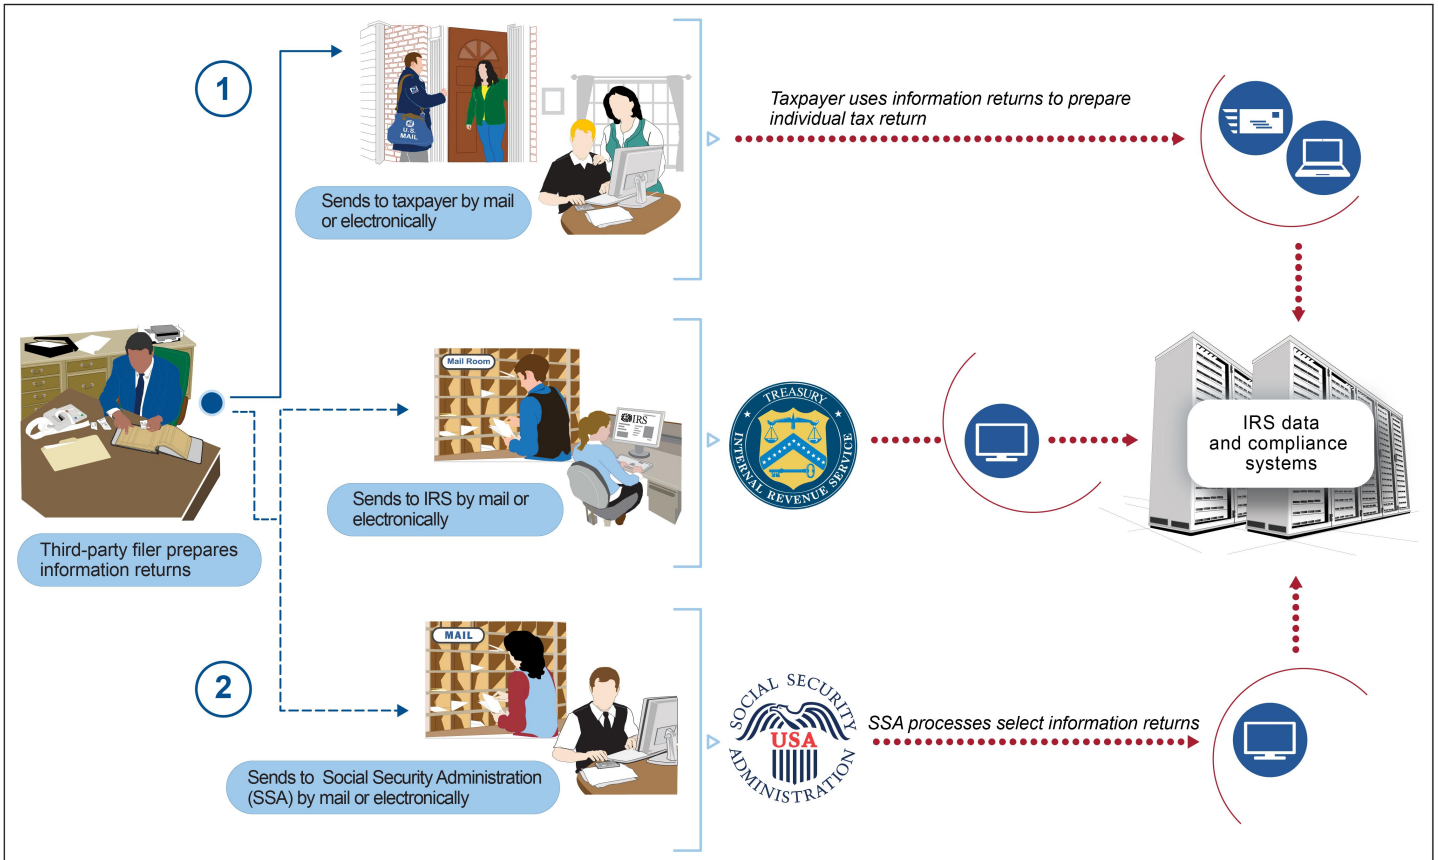 1
U.S.
MAIL
Sends to taxpayer by mail
or electronically
Taxpayer uses information returns to prepare
individual tax return
Third-party filer prepares
information returns
Mail Room
IRS
Sends to IRS by mail or
electronically
TREASURY
INTERNAL REVENUE SERVICE
IRS data
and compliance
systems
2
MAIL
Sends to Social Security Administration
(SSA) by mail or electronically
SOCIAL SECURITY
USA
ADMINISTRATION
SSA processes select information returns